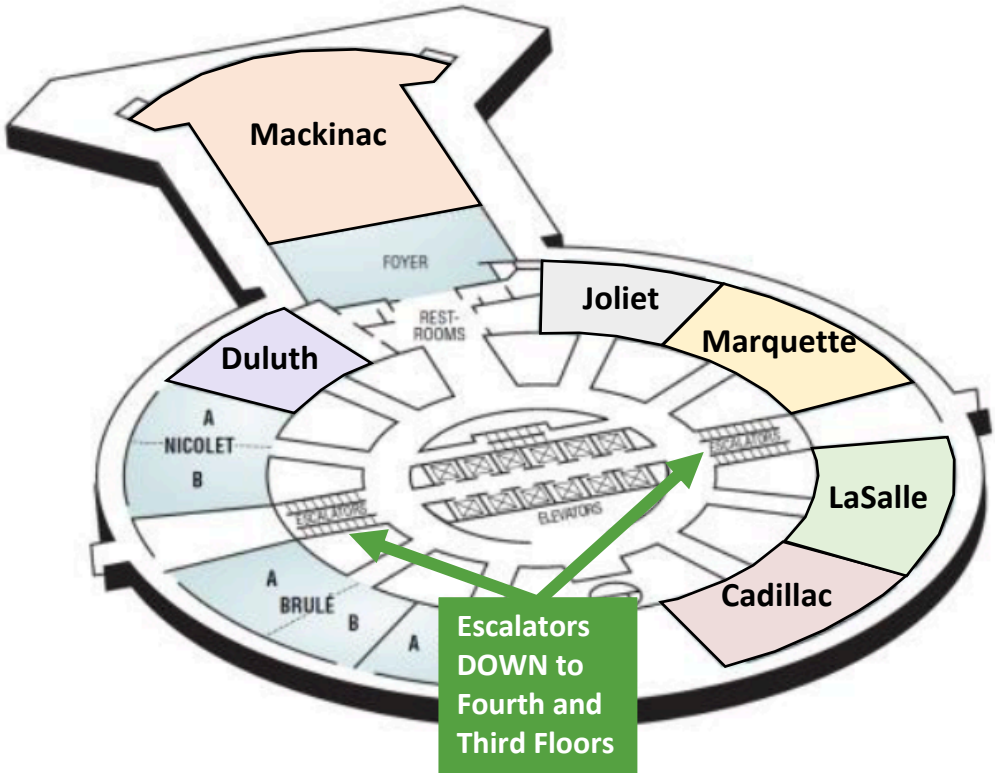 Mackinac
FOYER
REST-
ROOMS
Joliet
Marquette
Duluth
A
NICOLET
B
ESCALATORS
LaSalle
ESCALATORS
ELEVATORS
Cadillac
A
BRULÉ
B
A
Escalators
DOWN to
Fourth and
Third Floors